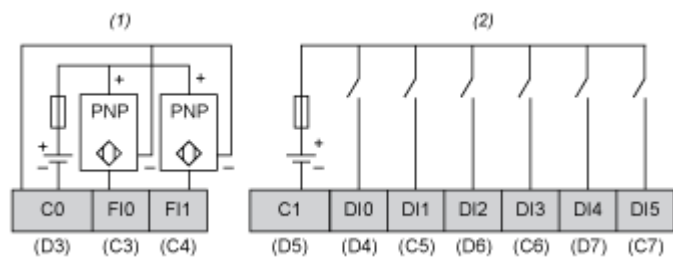 (1) (2)
+ +
PNP PNP
+ +
− − − −
C0 FI0 FI1 C1 DI0 DI1 DI2 DI3 DI4 DI5
(D3) (C3) (C4) (D5) (D4) (C5) (D6) (C6) (D7) (C7)